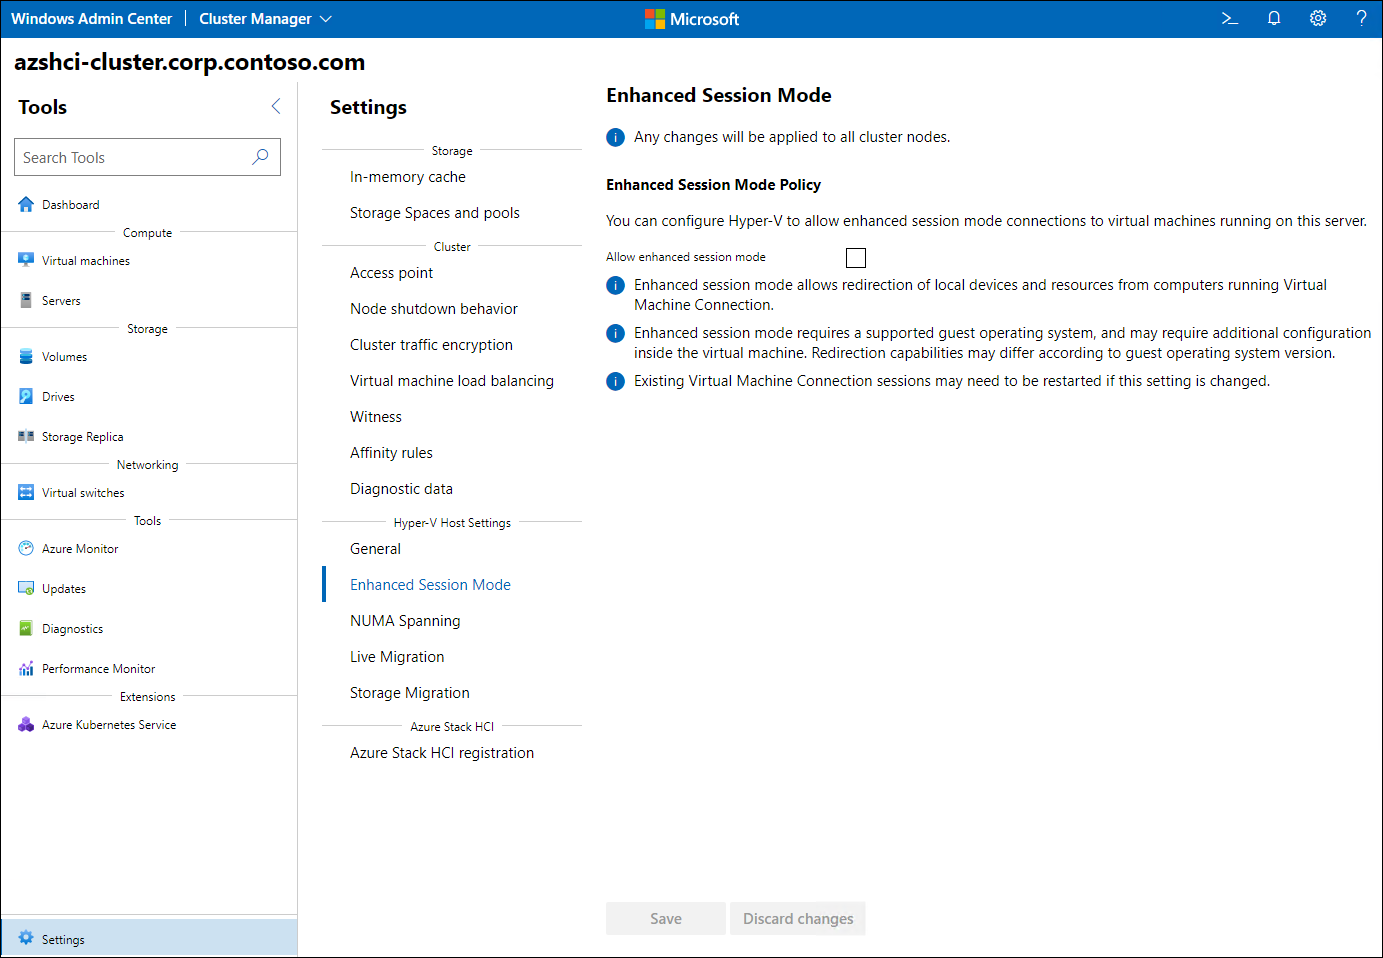 Windows Admin Center
Cluster Manager
Microsoft
azshci-cluster.corp.contoso.com
Tools
Search Tools
Dashboard
Compute
Virtual machines
Servers
Storage
Volumes
Drives
Storage Replica
Networking
Virtual switches
Tools
Azure Monitor
Updates
Diagnostics
Performance Monitor
Extensions
Azure Kubernetes Service
Settings
Settings
Storage
In-memory cache
Storage Spaces and pools
Cluster
Access point
Node shutdown behavior
Cluster traffic encryption
Virtual machine load balancing
Witness
Affinity rules
Diagnostic data
Hyper-V Host Settings
General
Enhanced Session Mode
NUMA Spanning
Live Migration
Storage Migration
Azure Stack HCI
Azure Stack HCI registration
Enhanced Session Mode
Any changes will be applied to all cluster nodes.
Enhanced Session Mode Policy
You can configure Hyper-V to allow enhanced session mode connections to virtual machines running on this server.
Allow enhanced session mode
Enhanced session mode allows redirection of local devices and resources from computers running Virtual
Machine Connection.
Enhanced session mode requires a supported guest operating system, and may require additional configuration
inside the virtual machine. Redirection capabilities may differ according to guest operating system version.
Existing Virtual Machine Connection sessions may need to be restarted if this setting is changed.
Save
Discard changes